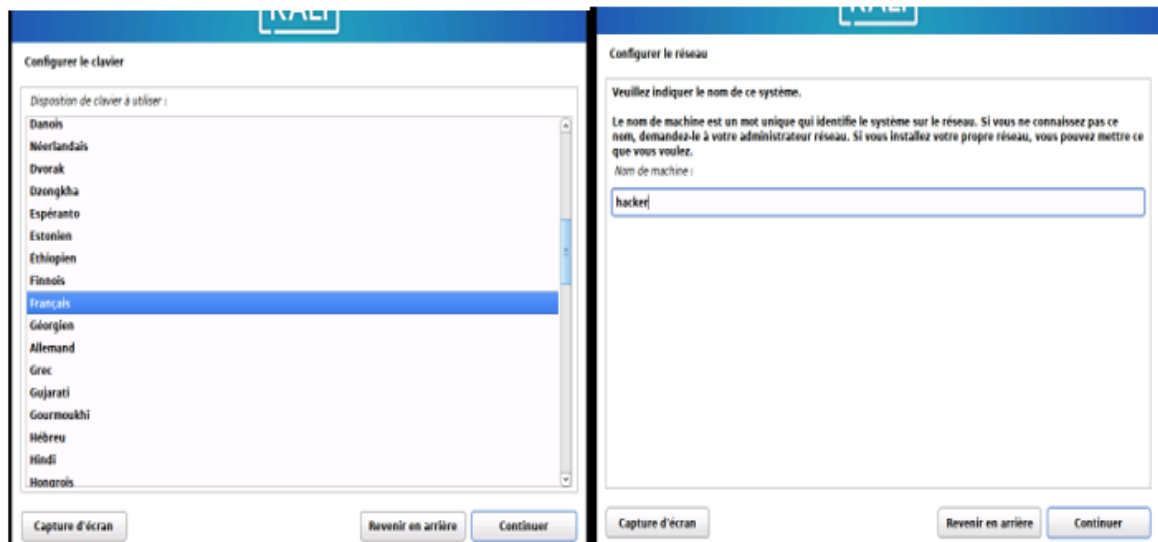 KALI
Configurer le clavier
Disposition de clavier à utiliser :
Danois
Néerlandais
Dvorak
Dzongkha
Espéranto
Estonien
Éthiopien
Finnois
Français
Géorgien
Allemand
Grec
Gujarati
Gourmoukhi
Hébreu
Hindi
Hongrois
Capture d'écran
Revenir en arrière
Continuer
KALI
Configurer le réseau
Veuillez indiquer le nom de ce système.
Le nom de machine est un mot unique qui identifie le système sur le réseau. Si vous ne connaissez pas ce
nom, demandez-le à votre administrateur réseau. Si vous installez votre propre réseau, vous pouvez mettre ce
que vous voulez.
Nom de machine :
hacker
Capture d'écran
Revenir en arrière
Continuer